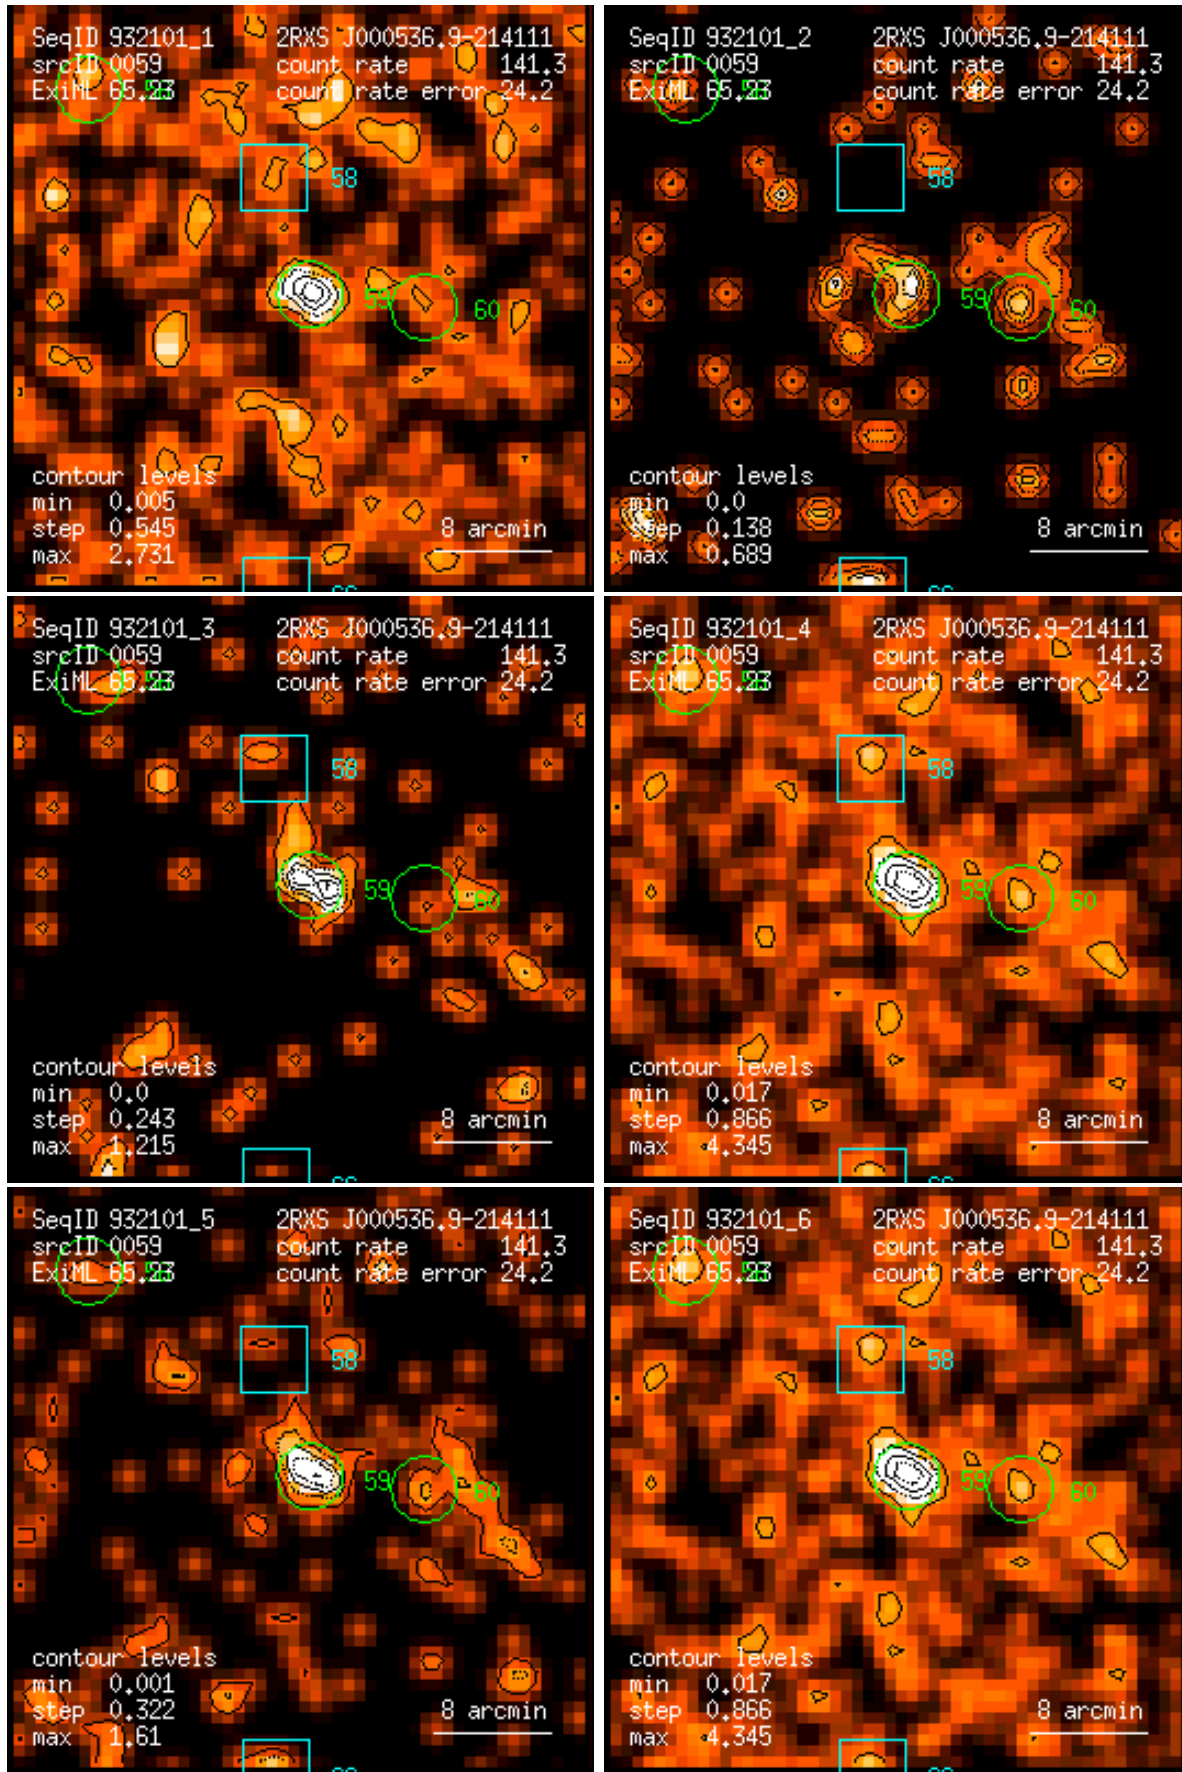 SeqID 932101_1 2RXS J000536.9-214111
srcID 0059 count rate 141.3
ExiML 65.23 count rate error 24.2
58
59
60
contour levels
min 0.005
step 0.545
max 2.731
8 arcmin
SeqID 932101_2 2RXS J000536.9-214111
srcID 0059 count rate 141.3
ExiML 65.23 count rate error 24.2
58
59
60
contour levels
min 0.0
step 0.138
max 0.689
8 arcmin
SeqID 932101_3 2RXS J000536.9-214111
srcID 0059 count rate 141.3
ExiML 65.23 count rate error 24.2
58
59
60
contour levels
min 0.0
step 0.243
max 1.215
8 arcmin
SeqID 932101_4 2RXS J000536.9-214111
srcID 0059 count rate 141.3
ExiML 65.23 count rate error 24.2
58
59
60
contour levels
min 0.017
step 0.866
max 4.345
8 arcmin
SeqID 932101_5 2RXS J000536.9-214111
srcID 0059 count rate 141.3
ExiML 65.23 count rate error 24.2
58
59
60
contour levels
min 0.001
step 0.322
max 1.61
8 arcmin
SeqID 932101_6 2RXS J000536.9-214111
srcID 0059 count rate 141.3
ExiML 65.23 count rate error 24.2
58
59
60
contour levels
min 0.017
step 0.866
max 4.345
8 arcmin